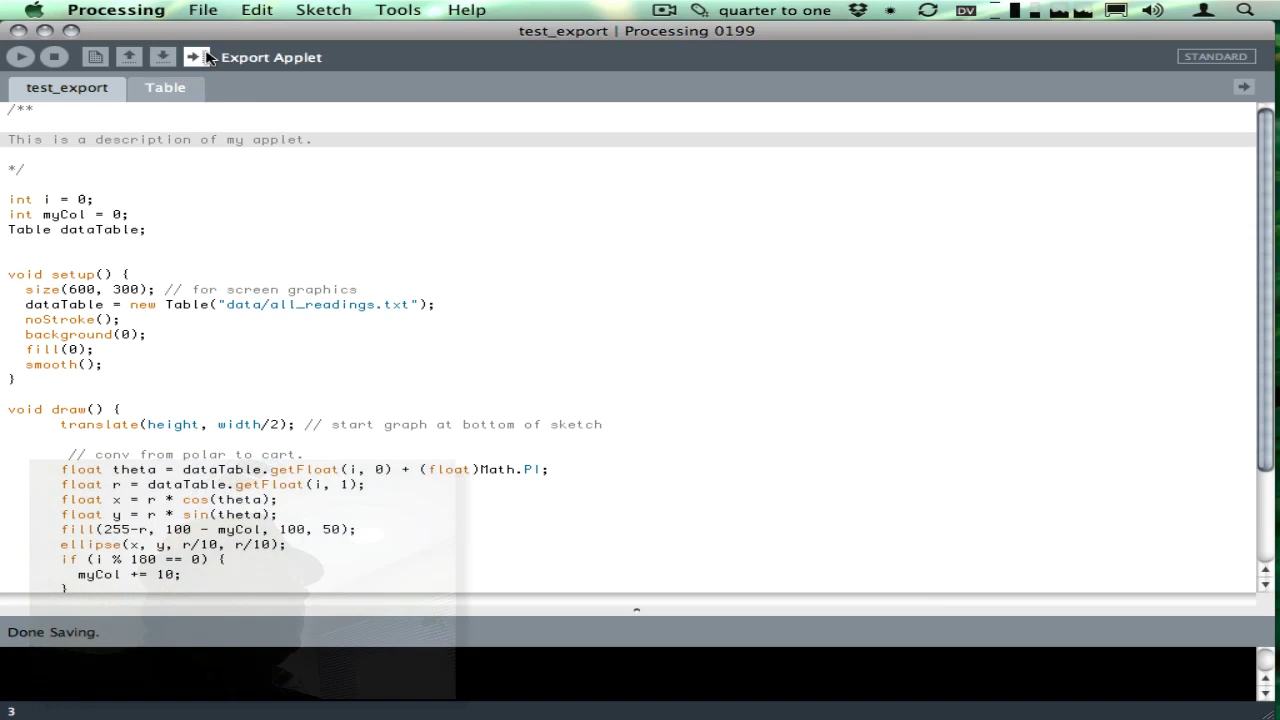 Processing File Edit Sketch Tools Help quarter to one DV
test_export | Processing 0199
Export Applet STANDARD
test_export Table
/**
This is a description of my applet.
*/
int i = 0;
int myCol = 0;
Table dataTable;
void setup() {
size(600, 300); // for screen graphics
dataTable = new Table("data/all_readings.txt");
noStroke();
background(0);
fill(0);
smooth();
}
void draw() {
translate(height, width/2); // start graph at bottom of sketch
// conv from polar to cart.
float theta = dataTable.getFloat(i, 0) + (float)Math.PI;
float r = dataTable.getFloat(i, 1);
float x = r * cos(theta);
float y = r * sin(theta);
fill(255-r, 100 - myCol, 100, 50);
ellipse(x, y, r/10, r/10);
if (i % 180 == 0) {
myCol += 10;
}
Done Saving.
3